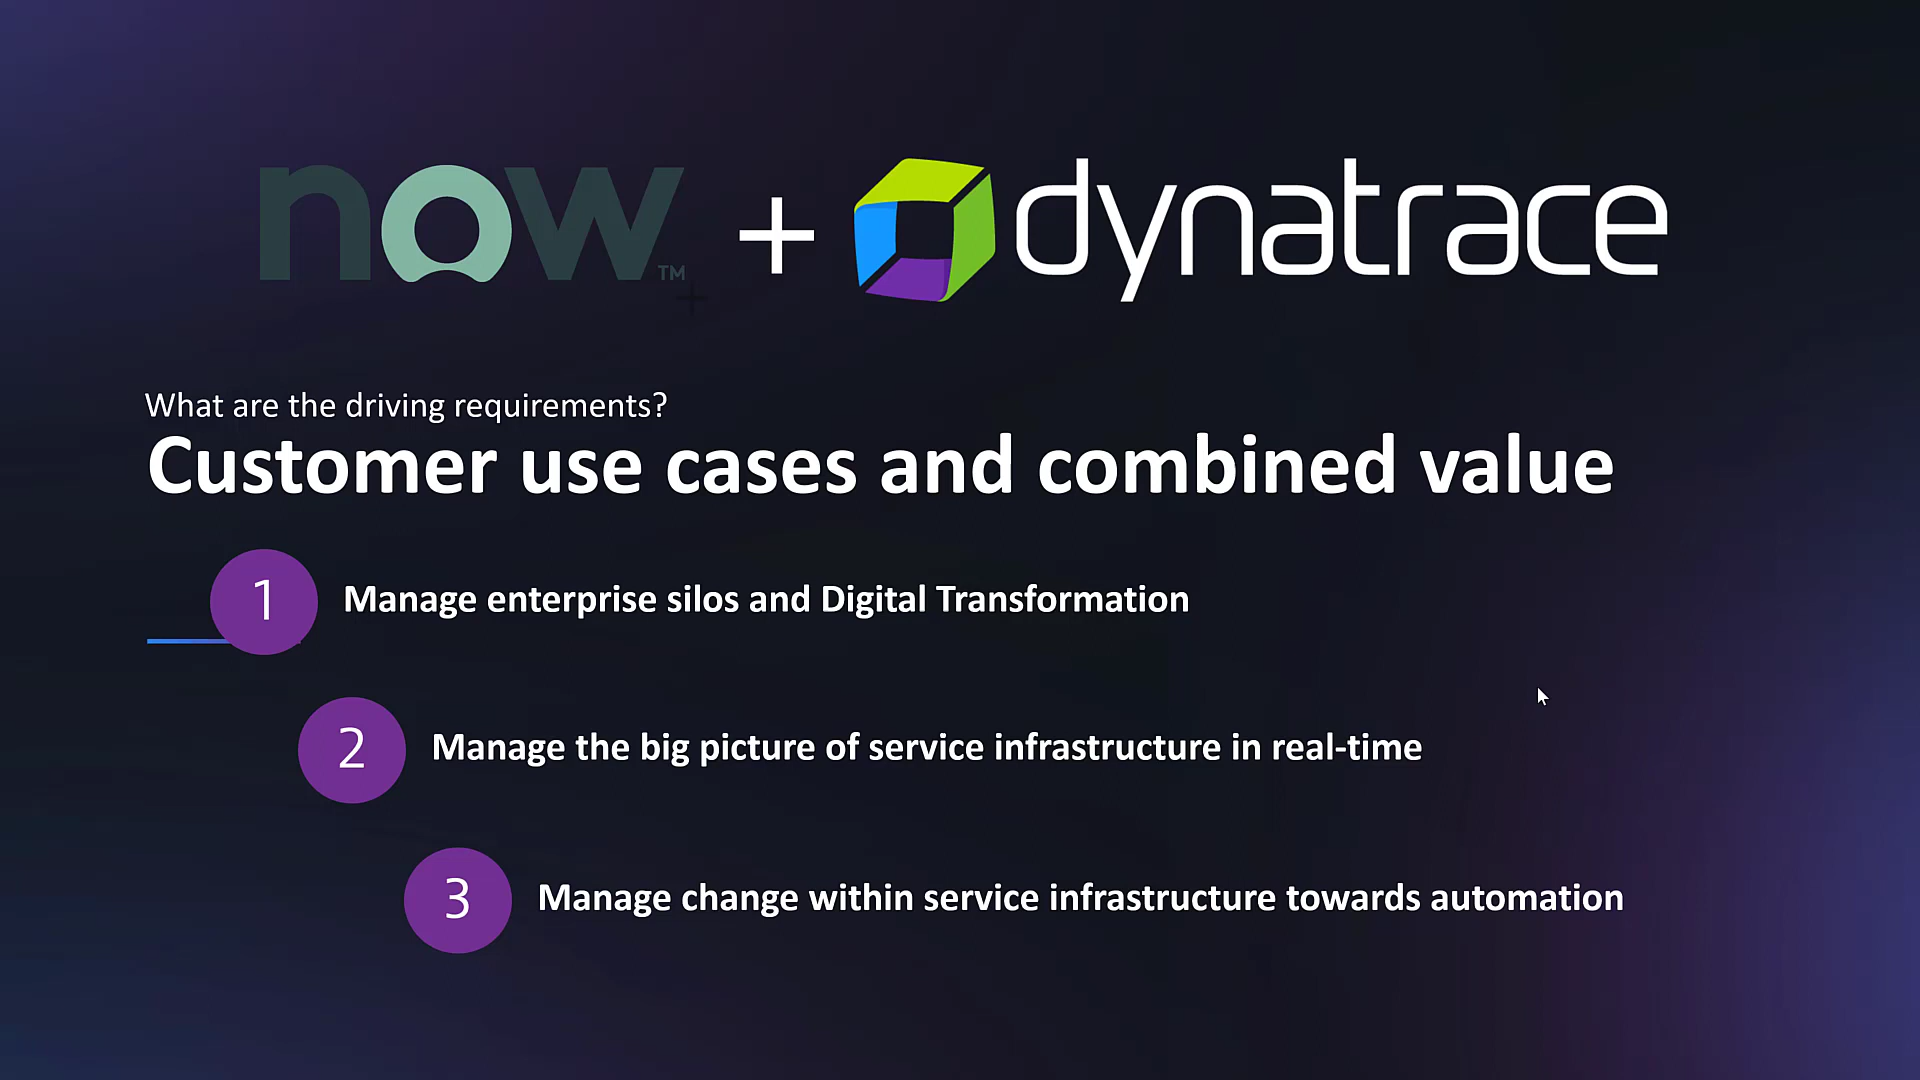 now™ + dynatrace
What are the driving requirements?
Customer use cases and combined value
1 Manage enterprise silos and Digital Transformation
2 Manage the big picture of service infrastructure in real-time
3 Manage change within service infrastructure towards automation